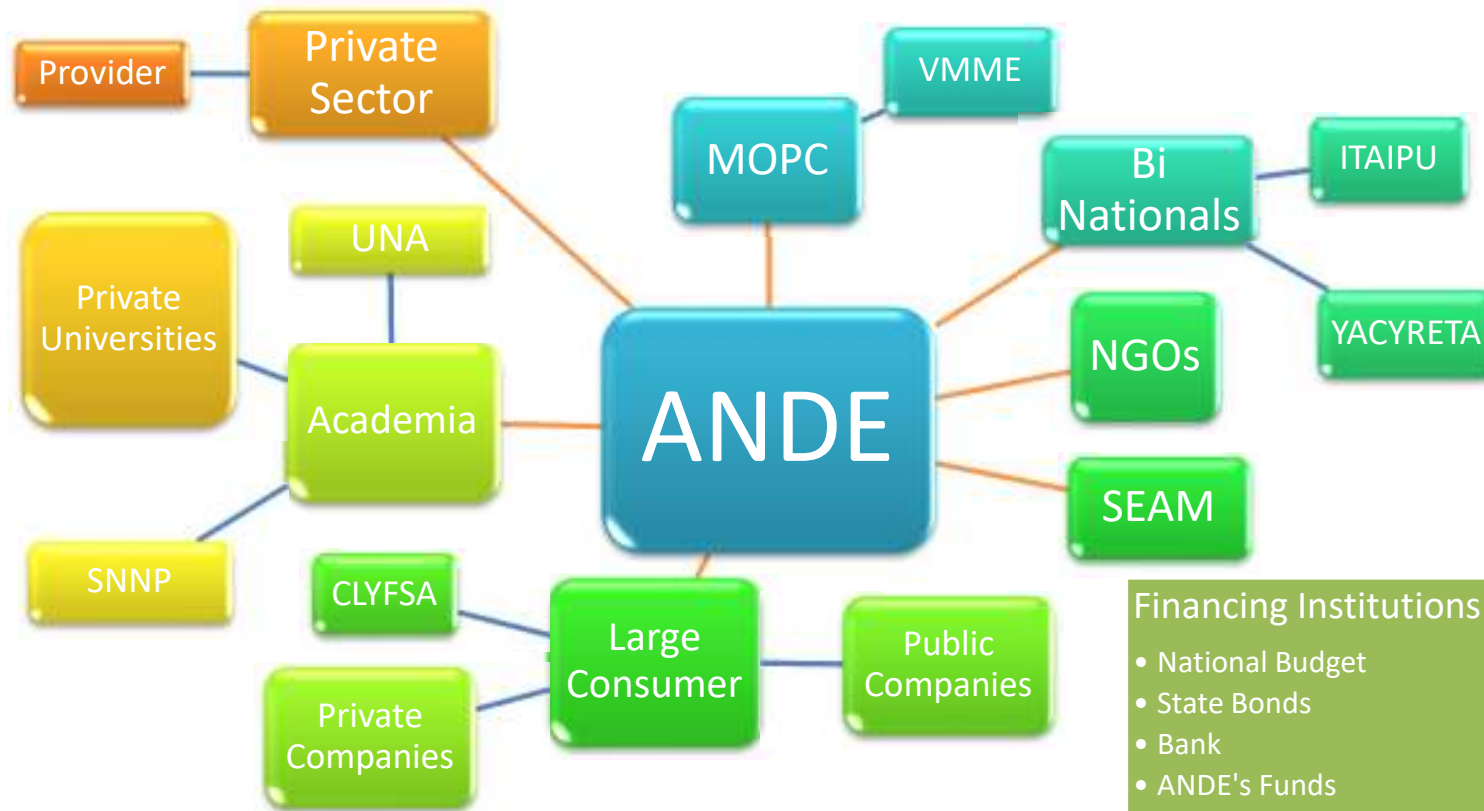 Provider
Private
Sector
VMME
MOPC
Bi
Nationals
ITAIPU
UNA
Private
Universities
YACYRETA
NGOs
ANDE
Academia
SEAM
SNNP
CLYFSA
Large
Consumer
Public
Companies
Private
Companies
Financing Institutions
• National Budget
• State Bonds
• Bank
• ANDE's Funds